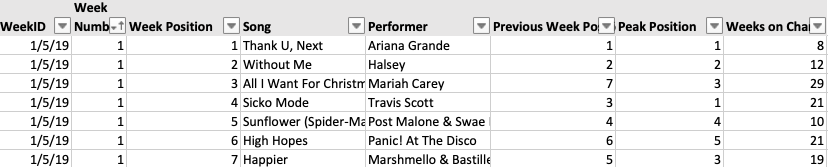 Week
WeekID Numb Week Position Song Performer Previous Week Po Peak Position Weeks on Cha
1/5/19 1 1 Thank U, Next Ariana Grande 1 1 8
1/5/19 1 2 Without Me Halsey 2 2 12
1/5/19 1 3 All I Want For Christm Mariah Carey 7 3 29
1/5/19 1 4 Sicko Mode Travis Scott 3 1 21
1/5/19 1 5 Sunflower (Spider-Ma Post Malone & Swae 4 4 10
1/5/19 1 6 High Hopes Panic! At The Disco 6 5 21
1/5/19 1 7 Happier Marshmello & Bastille 5 3 19